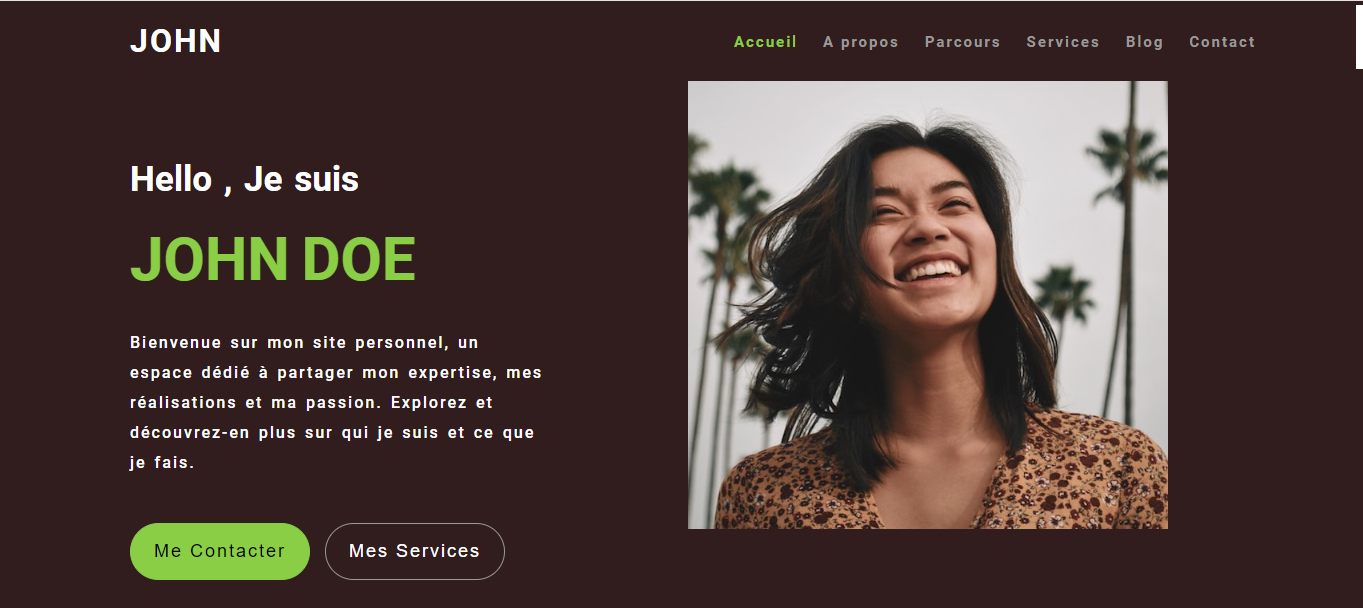 JOHN
Accueil A propos Parcours Services Blog Contact
Hello , Je suis
JOHN DOE
Bienvenue sur mon site personnel, un
espace dédié à partager mon expertise, mes
réalisations et ma passion. Explorez et
découvrez-en plus sur qui je suis et ce que
je fais.
Me Contacter Mes Services